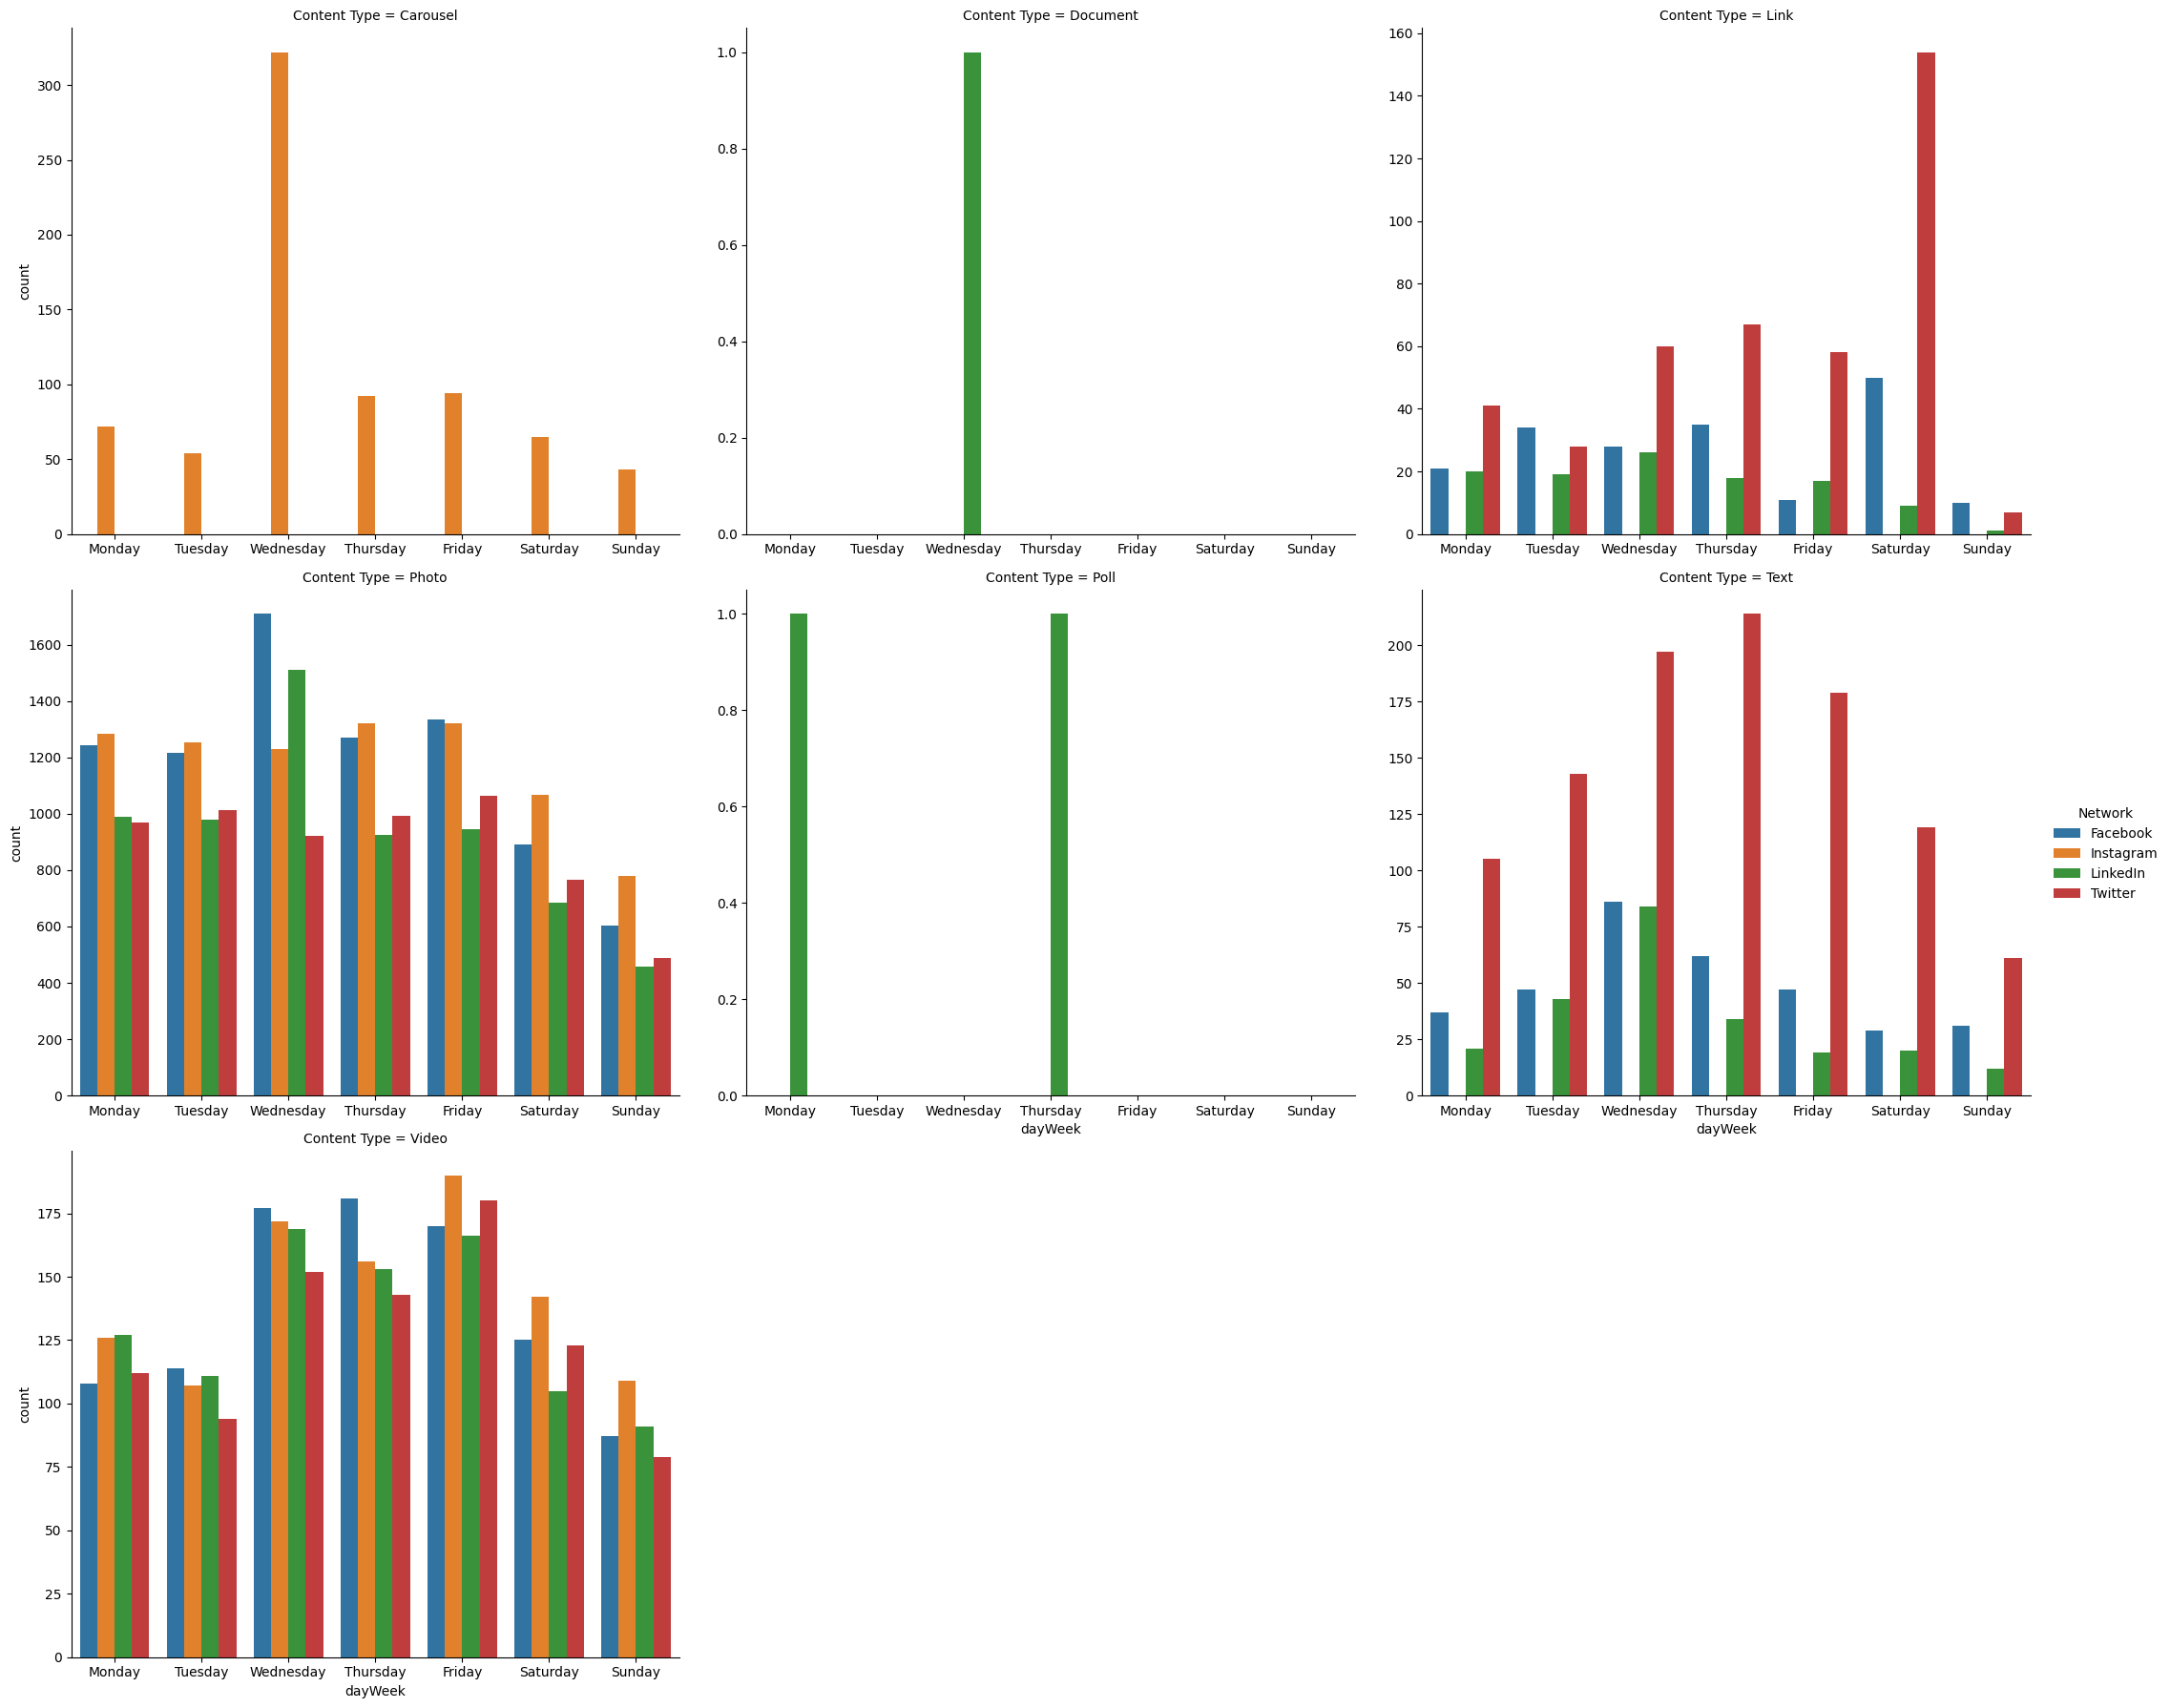 Content Type = Carousel
Content Type = Document
Content Type = Link
300
250
200
150
100
50
0
count
Monday Tuesday Wednesday Thursday Friday Saturday Sunday
1.0
0.8
0.6
0.4
0.2
0.0
Monday Tuesday Wednesday Thursday Friday Saturday Sunday
160
140
120
100
80
60
40
20
0
Monday Tuesday Wednesday Thursday Friday Saturday Sunday
Content Type = Photo
Content Type = Poll
Content Type = Text
1600
1400
1200
1000
800
600
400
200
0
count
Monday Tuesday Wednesday Thursday Friday Saturday Sunday
1.0
0.8
0.6
0.4
0.2
0.0
Monday Tuesday Wednesday Thursday Friday Saturday Sunday
dayWeek
200
175
150
125
100
75
50
25
0
Monday Tuesday Wednesday Thursday Friday Saturday Sunday
dayWeek
Network
Facebook
Instagram
LinkedIn
Twitter
Content Type = Video
175
150
125
100
75
50
25
0
count
Monday Tuesday Wednesday Thursday Friday Saturday Sunday
dayWeek